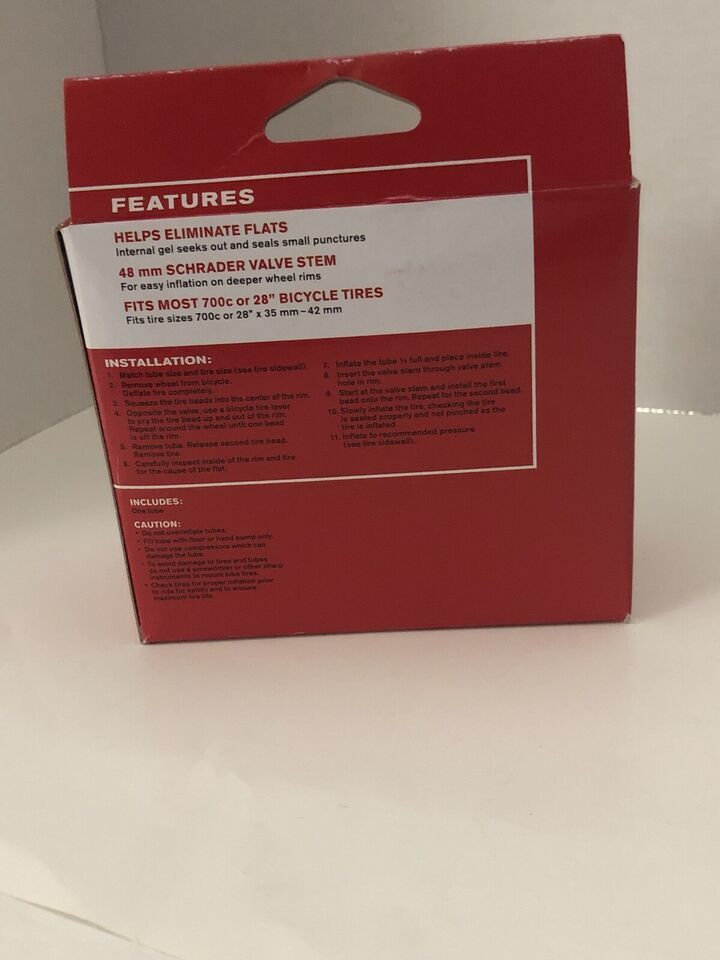 FEATURES
HELPS ELIMINATE FLATS
Internal gel seeks out and seals small punctures
48 mm SCHRADER VALVE STEM
For easy inflation on deeper wheel rims
FITS MOST 700c or 28" BICYCLE TIRES
Fits tire sizes 700c or 28" x 35 mm–42 mm
INSTALLATION:
1. Match tube size and tire size (see tire sidewall).
2. Remove wheel from bicycle.
Deflate tire completely.
3. Squeeze the tire beads into the center of the rim.
4. Opposite the valve, use a bicycle tire lever
to pry the tire bead up and out of the rim.
Repeat around the wheel until one bead
is off the rim.
5. Remove tube. Release second tire bead.
Remove tire.
6. Carefully inspect inside of the rim and tire
for the cause of the flat.
7. Inflate the tube full and place inside tire.
8. Insert the valve stem through valve stem
hole in rim.
9. Start at the valve stem and install the first
bead onto the rim. Repeat for the second bead.
10. Slowly inflate the tire, checking the tire
is seated properly and not pinched as the
tire is inflated.
11. Inflate to recommended pressure
(see tire sidewall).
INCLUDES:
One tube
CAUTION:
• Do not overinflate tubes.
• Fill tube with floor or hand pump only.
• Do not use compressors which can
damage the tube.
• To avoid damage to tires and tubes
do not use a screwdriver or other sharp
instruments to mount bike tires.
• Check tires for proper inflation prior
to ride for safety and to ensure
maximum tire life.